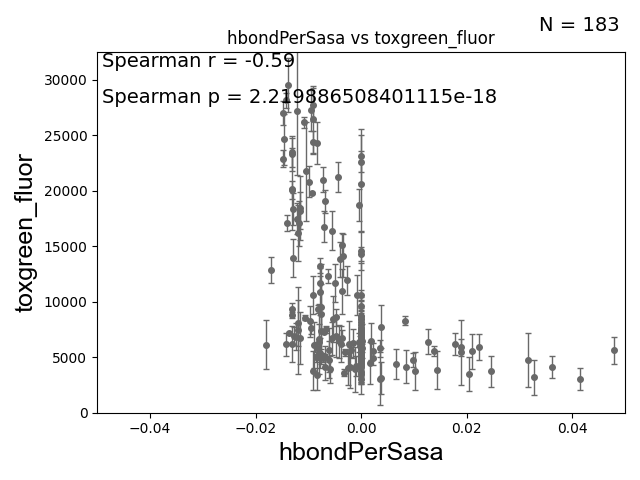 N = 183
hbondPerSasa vs toxgreen_fluor
Spearman r = -0.59
Spearman p = 2.219886508401115e-18
30000
25000
20000
15000
10000
5000
0
toxgreen_fluor
−0.04
−0.02
0.00
0.02
0.04
hbondPerSasa